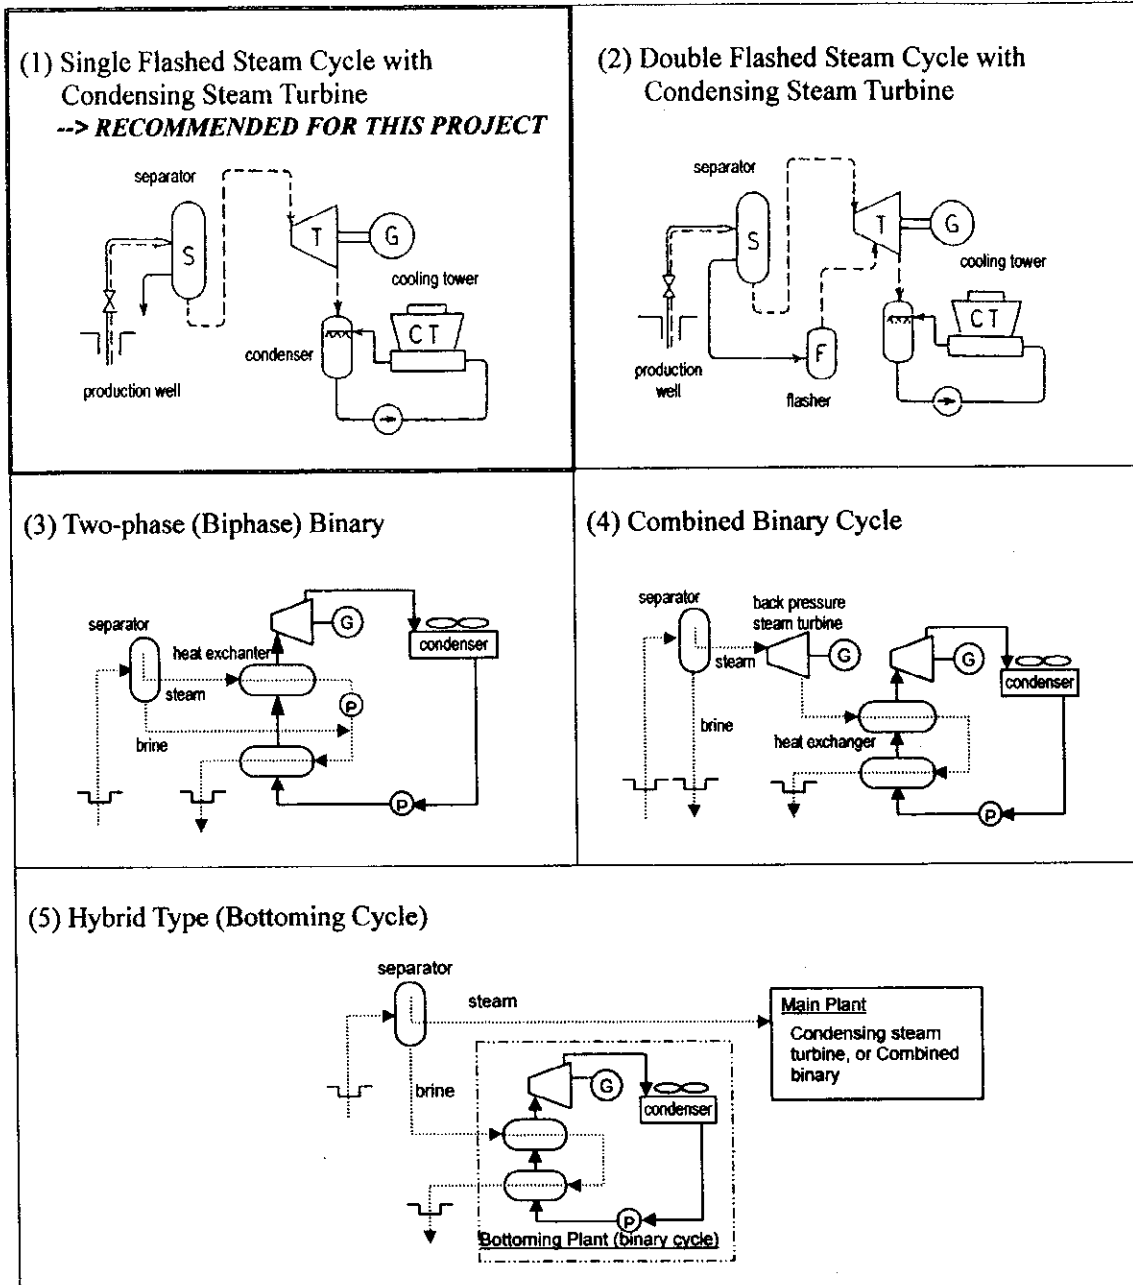 (1) Single Flashed Steam Cycle with
Condensing Steam Turbine
--> RECOMMENDED FOR THIS PROJECT
separator
S
T
G
cooling tower
CT
condenser
production well
(2) Double Flashed Steam Cycle with
Condensing Steam Turbine
separator
S
T
G
cooling tower
CT
F
production
well
flasher
(3) Two-phase (Biphase) Binary
separator
heat exchanter
steam
brine
G
condenser
P
P
(4) Combined Binary Cycle
separator
back pressure
steam turbine
steam
G
G
condenser
brine
heat exchanger
P
(5) Hybrid Type (Bottoming Cycle)
separator
steam
brine
G
condenser
P
Bottoming Plant (binary cycle)
Main Plant
Condensing steam
turbine, or Combined
binary